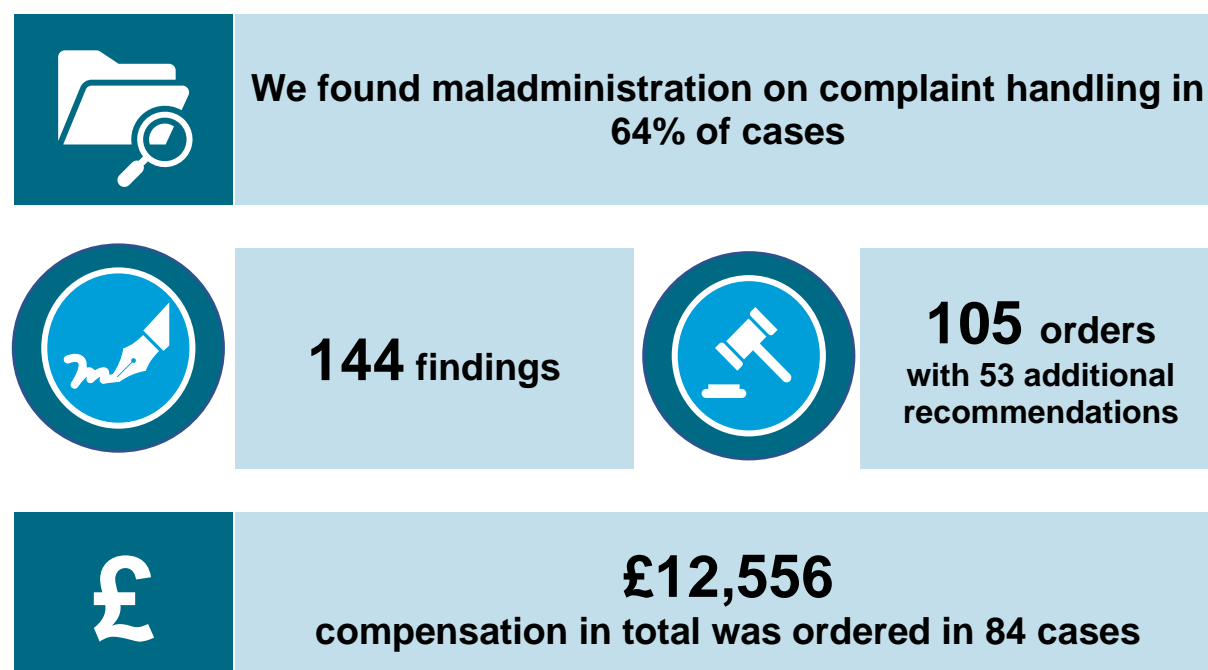 We found maladministration on complaint handling in
64% of cases
144 findings
105 orders
with 53 additional
recommendations
£
£12,556
compensation in total was ordered in 84 cases